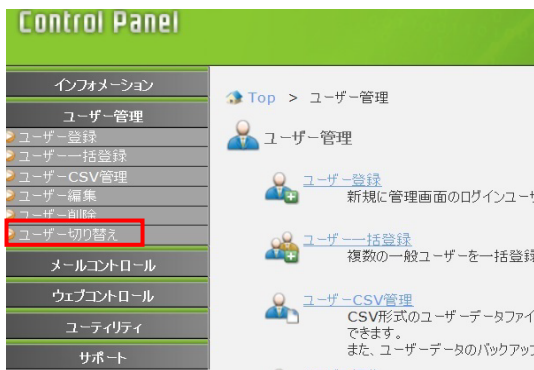 Control Panel
インフォメーション
ユーザー管理
ユーザー登録
ユーザー一括登録
ユーザーCSV管理
ユーザー編集
ユーザー削除
ユーザー切り替え
メールコントロール
ウェブコントロール
ユーティリティ
サポート
Top > ユーザー管理
ユーザー管理
ユーザー登録
新規に管理画面のログインユーザ
ユーザー一括登録
複数の一般ユーザーを一括登録
ユーザーCSV管理
CSV形式のユーザーデータファイ
できます。
また、ユーザーデータのバックアップ